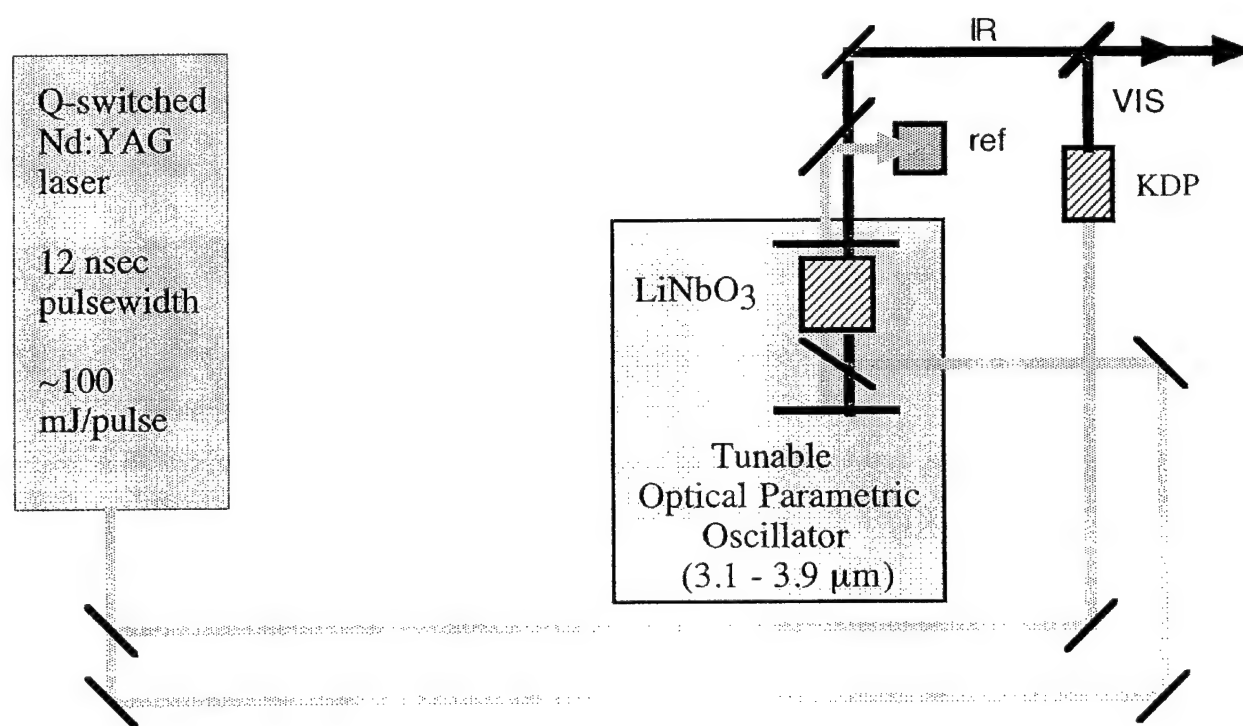 Q-switched
Nd:YAG
laser
12 nsec
pulsewidth
~100
mJ/pulse
IR
VIS
ref
KDP
LiNbO3
Tunable
Optical Parametric
Oscillator
(3.1 - 3.9 µm)